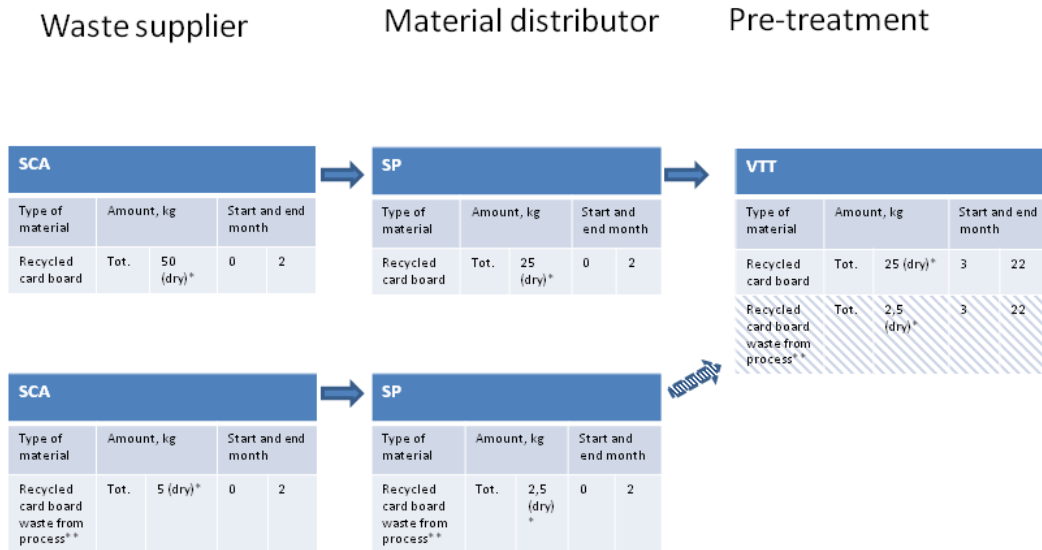 Waste supplier
Material distributor
Pre-treatment
SCA
Type of
material
Amount, kg
Start and end
month
Recycled
card board
Tot.
50
(dry)*
0
2
SP
Type of
material
Amount, kg
Start and
end month
Recycled
card board
Tot.
25
(dry)*
0
2
VTT
Type of
material
Amount, kg
Start and end
month
Recycled
card board
Tot.
25 (dry)*
3
22
Recycled
card board
waste from
process**
Tot.
2,5
(dry)*
3
22
SCA
Type of
material
Amount, kg
Start and end
month
Recycled
card board
waste from
process**
Tot.
5 (dry)*
0
2
SP
Type of
material
Amount, kg
Start and
end month
Recycled
card board
waste from
process**
Tot.
2,5
(dry)
*
0
2